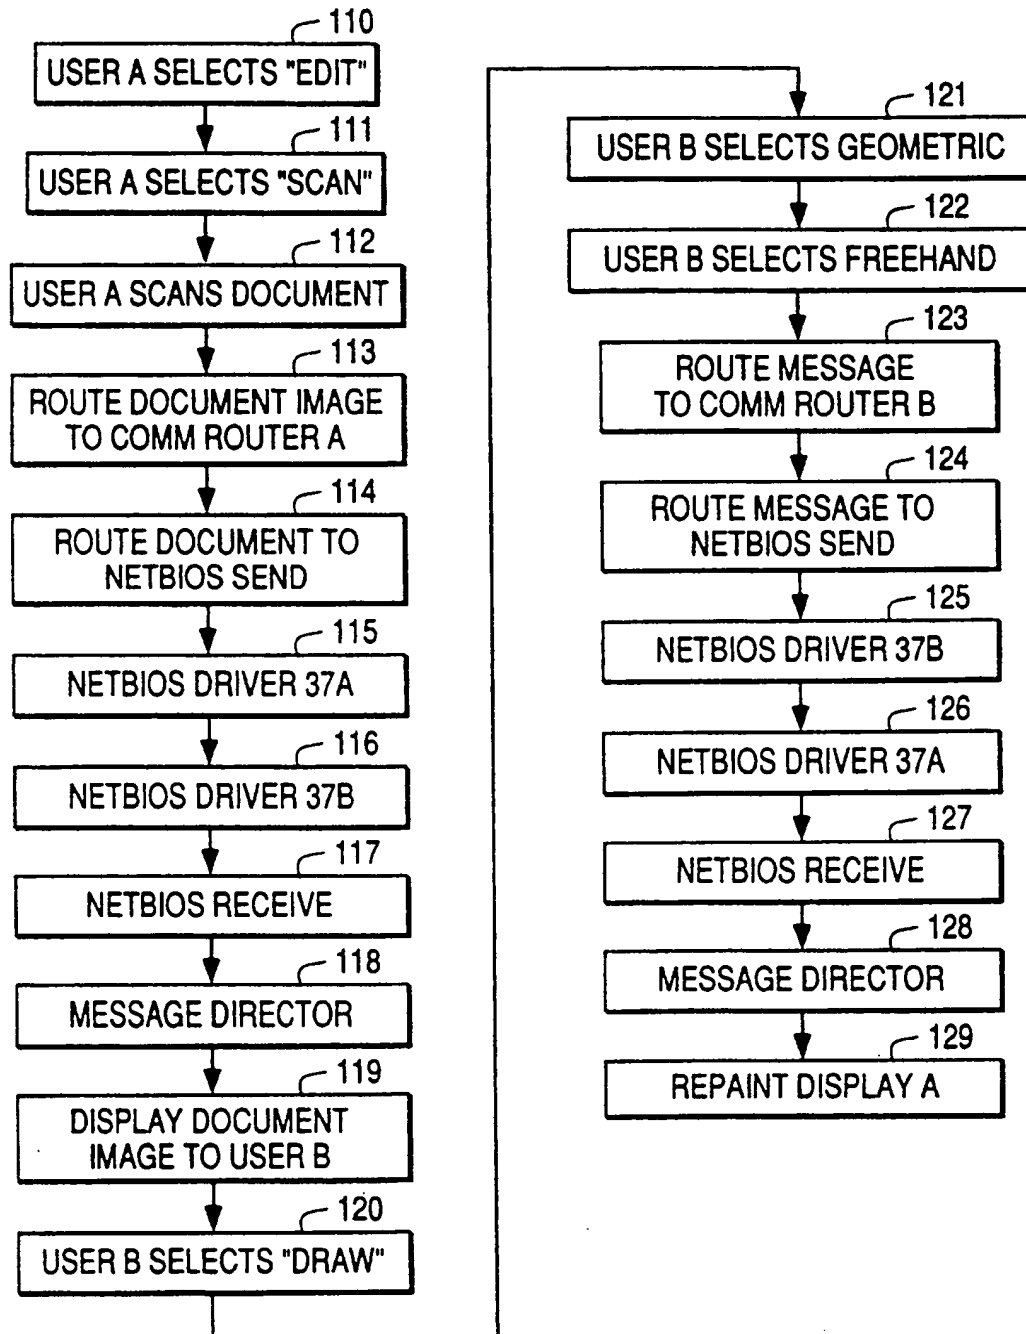 110
USER A SELECTS "EDIT"
111
USER A SELECTS "SCAN"
112
USER A SCANS DOCUMENT
113
ROUTE DOCUMENT IMAGE
TO COMM ROUTER A
114
ROUTE DOCUMENT TO
NETBIOS SEND
115
NETBIOS DRIVER 37A
116
NETBIOS DRIVER 37B
117
NETBIOS RECEIVE
118
MESSAGE DIRECTOR
119
DISPLAY DOCUMENT
IMAGE TO USER B
120
USER B SELECTS "DRAW"
121
USER B SELECTS GEOMETRIC
122
USER B SELECTS FREEHAND
123
ROUTE MESSAGE
TO COMM ROUTER B
124
ROUTE MESSAGE TO
NETBIOS SEND
125
NETBIOS DRIVER 37B
126
NETBIOS DRIVER 37A
127
NETBIOS RECEIVE
128
MESSAGE DIRECTOR
129
REPAINT DISPLAY A